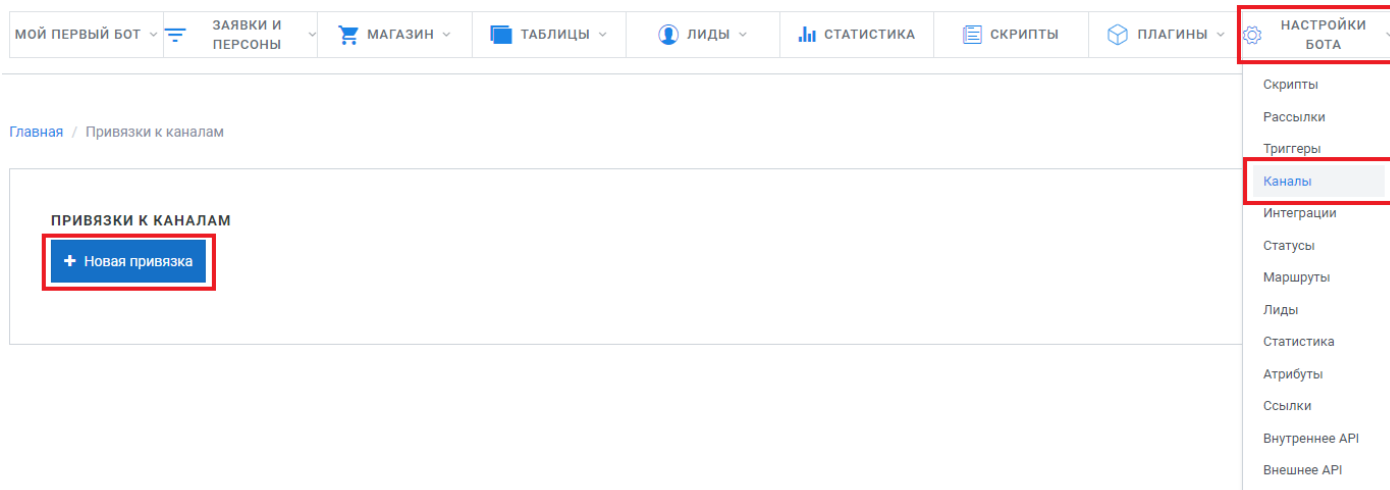 МОЙ ПЕРВЫЙ БОТ
ЗАЯВКИ И
ПЕРСОНЫ
МАГАЗИН
ТАБЛИЦЫ
ЛИДЫ
СТАТИСТИКА
СКРИПТЫ
ПЛАГИНЫ
НАСТРОЙКИ
БОТА
Скрипты
Рассылки
Триггеры
Каналы
Интеграции
Статусы
Маршруты
Лиды
Статистика
Атрибуты
Ссылки
Внутреннее API
Внешнее API
Главная / Привязки к каналам
ПРИВЯЗКИ К КАНАЛАМ
+ Новая привязка